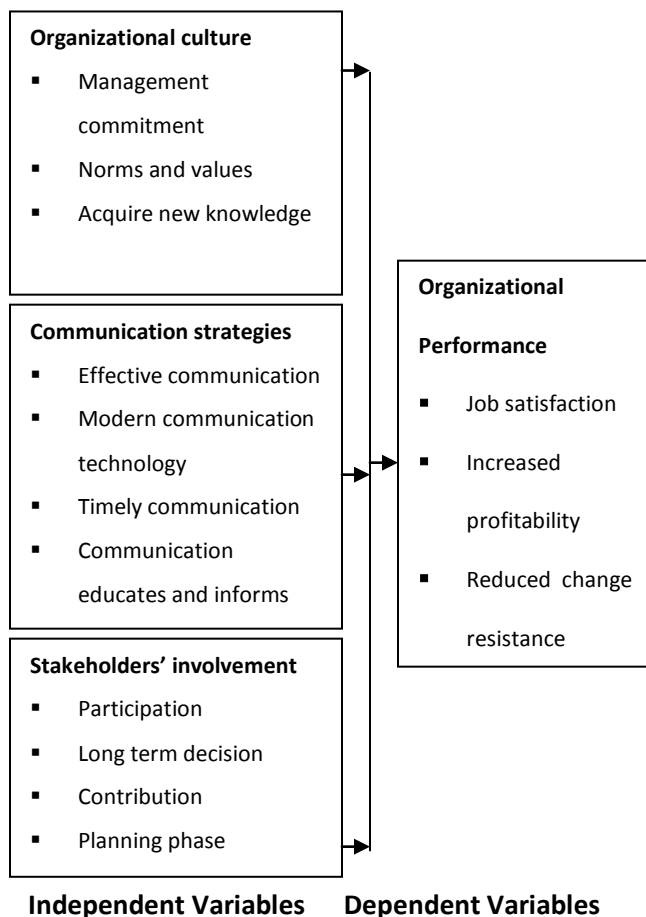 Organizational culture
▪ Management
commitment
▪ Norms and values
▪ Acquire new knowledge
Communication strategies
▪ Effective communication
▪ Modern communication
technology
▪ Timely communication
▪ Communication
educates and informs
Stakeholders’ involvement
▪ Participation
▪ Long term decision
▪ Contribution
▪ Planning phase
Organizational
Performance
▪ Job satisfaction
▪ Increased
profitability
▪ Reduced change
resistance
Independent Variables
Dependent Variables